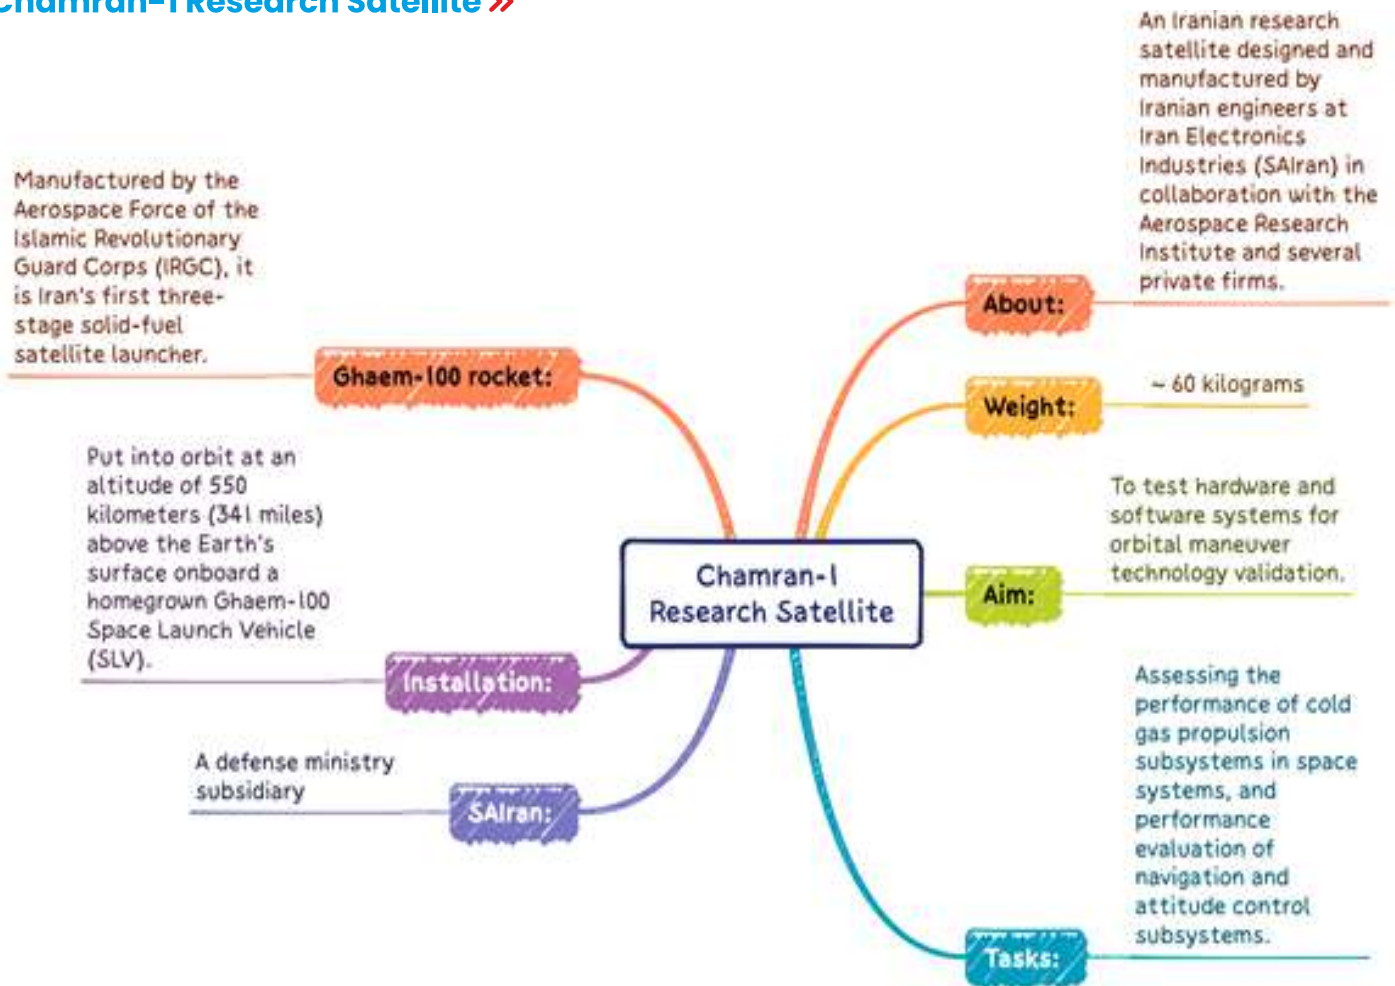 Chamran-1 Research Satellite »
An Iranian research
satellite designed and
manufactured by
Iranian engineers at
Iran Electronics
Industries (SAIran) in
collaboration with the
Aerospace Research
Institute and several
private firms.
About:
~ 60 kilograms
Weight:
To test hardware and
software systems for
orbital maneuver
technology validation.
Aim:
Assessing the
performance of cold
gas propulsion
subsystems in space
systems, and
performance
evaluation of
navigation and
attitude control
subsystems.
Tasks:
Chamran-1
Research Satellite
Manufactured by the
Aerospace Force of the
Islamic Revolutionary
Guard Corps (IRGC), it
is Iran's first three-
stage solid-fuel
satellite launcher.
Ghaem-100 rocket:
Put into orbit at an
altitude of 550
kilometers (341 miles)
above the Earth's
surface onboard a
homegrown Ghaem-100
Space Launch Vehicle
(SLV).
Installation:
A defense ministry
subsidiary
SAIran: